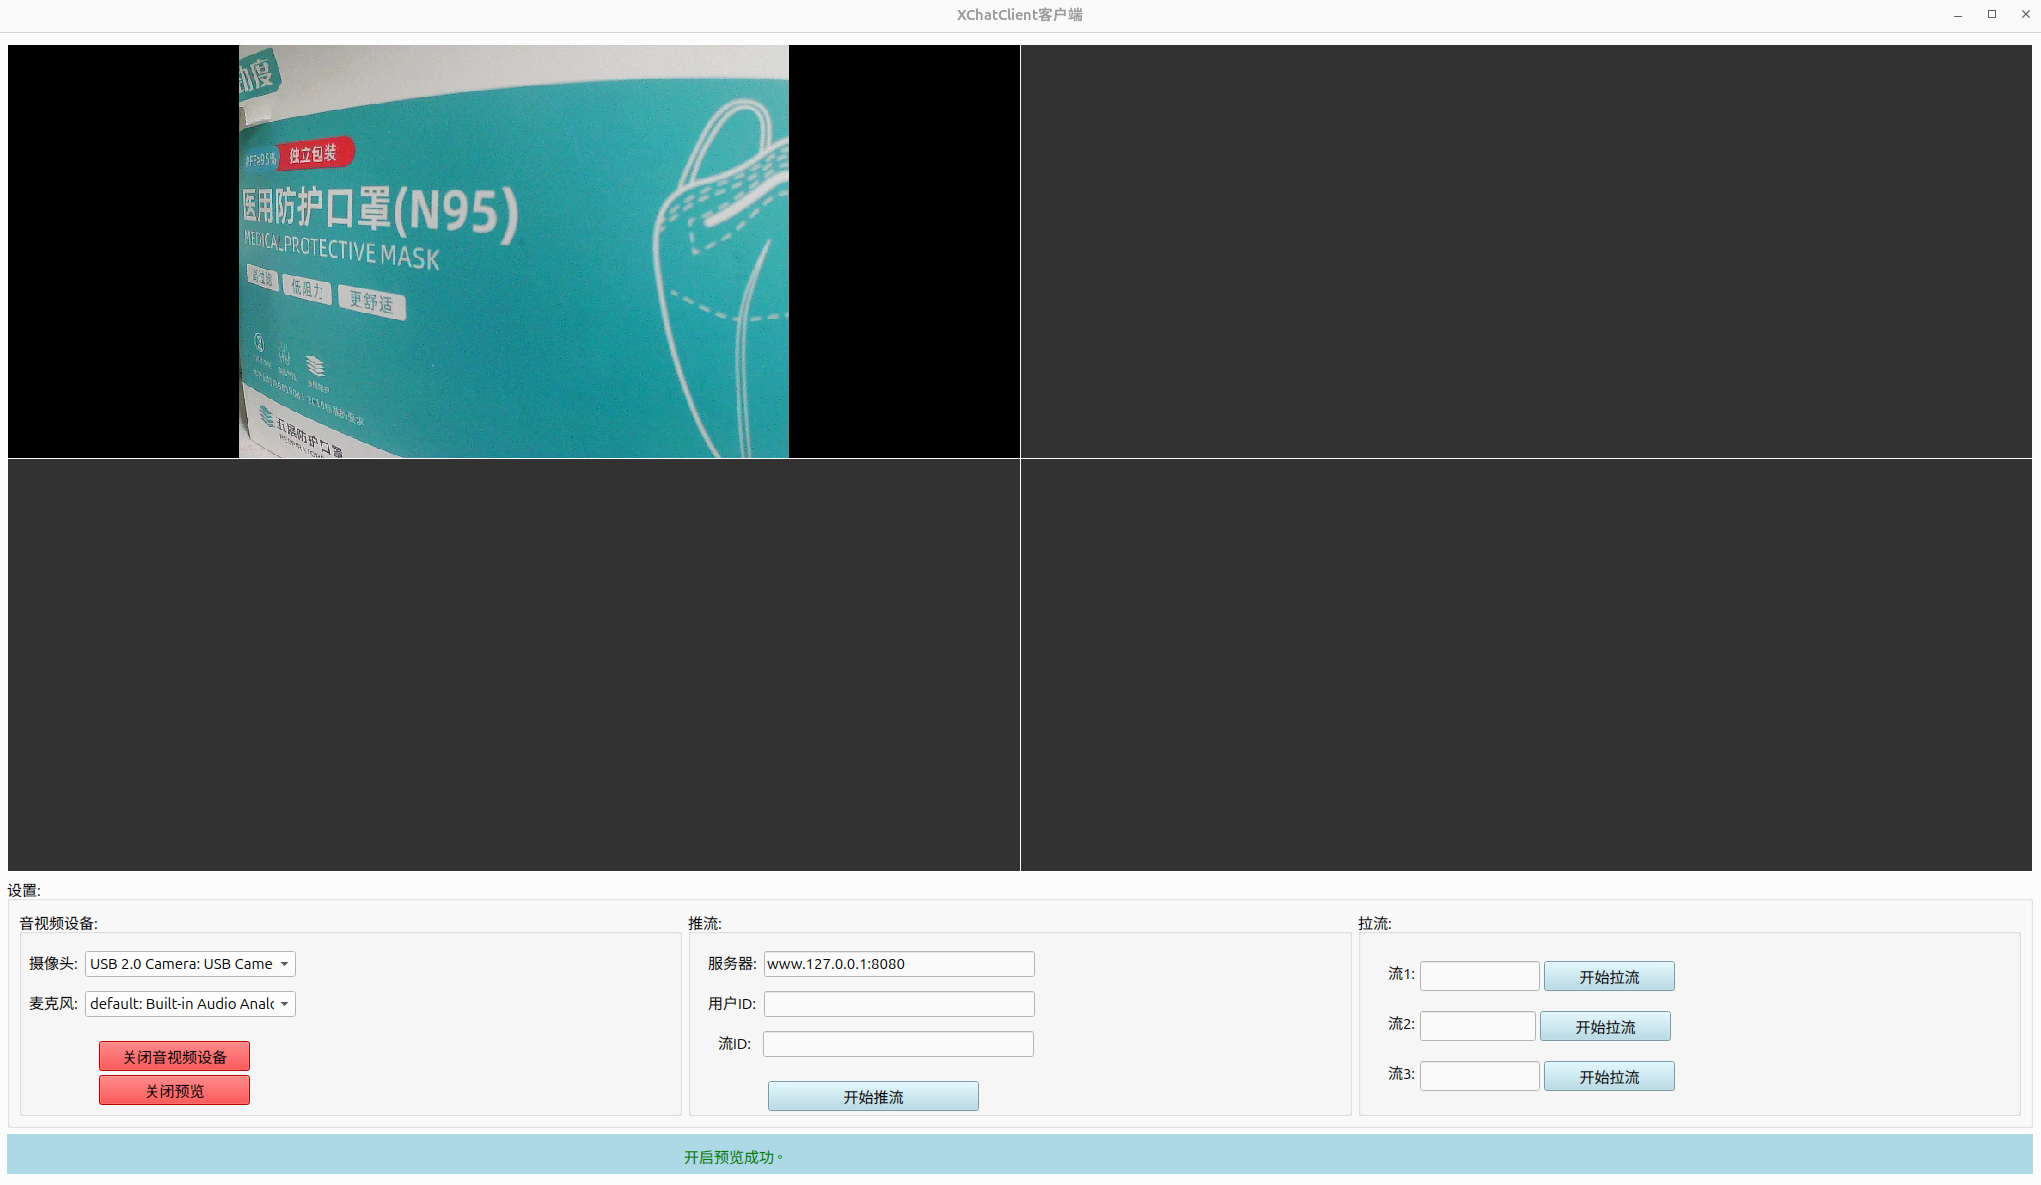 XChatClient客户端
独立包装
医用防护口罩(N95)
MEDICAL PROTECTIVE MASK
低阻力
更舒适
五层防护口罩
设置:
音视频设备:
摄像头:
USB 2.0 Camera: USB Came
麦克风:
default: Built-in Audio Analo
关闭音视频设备
关闭预览
推流:
服务器:
www.127.0.0.1:8080
用户ID:
流ID:
开始推流
拉流:
流1:
开始拉流
流2:
开始拉流
流3:
开始拉流
开启预览成功。